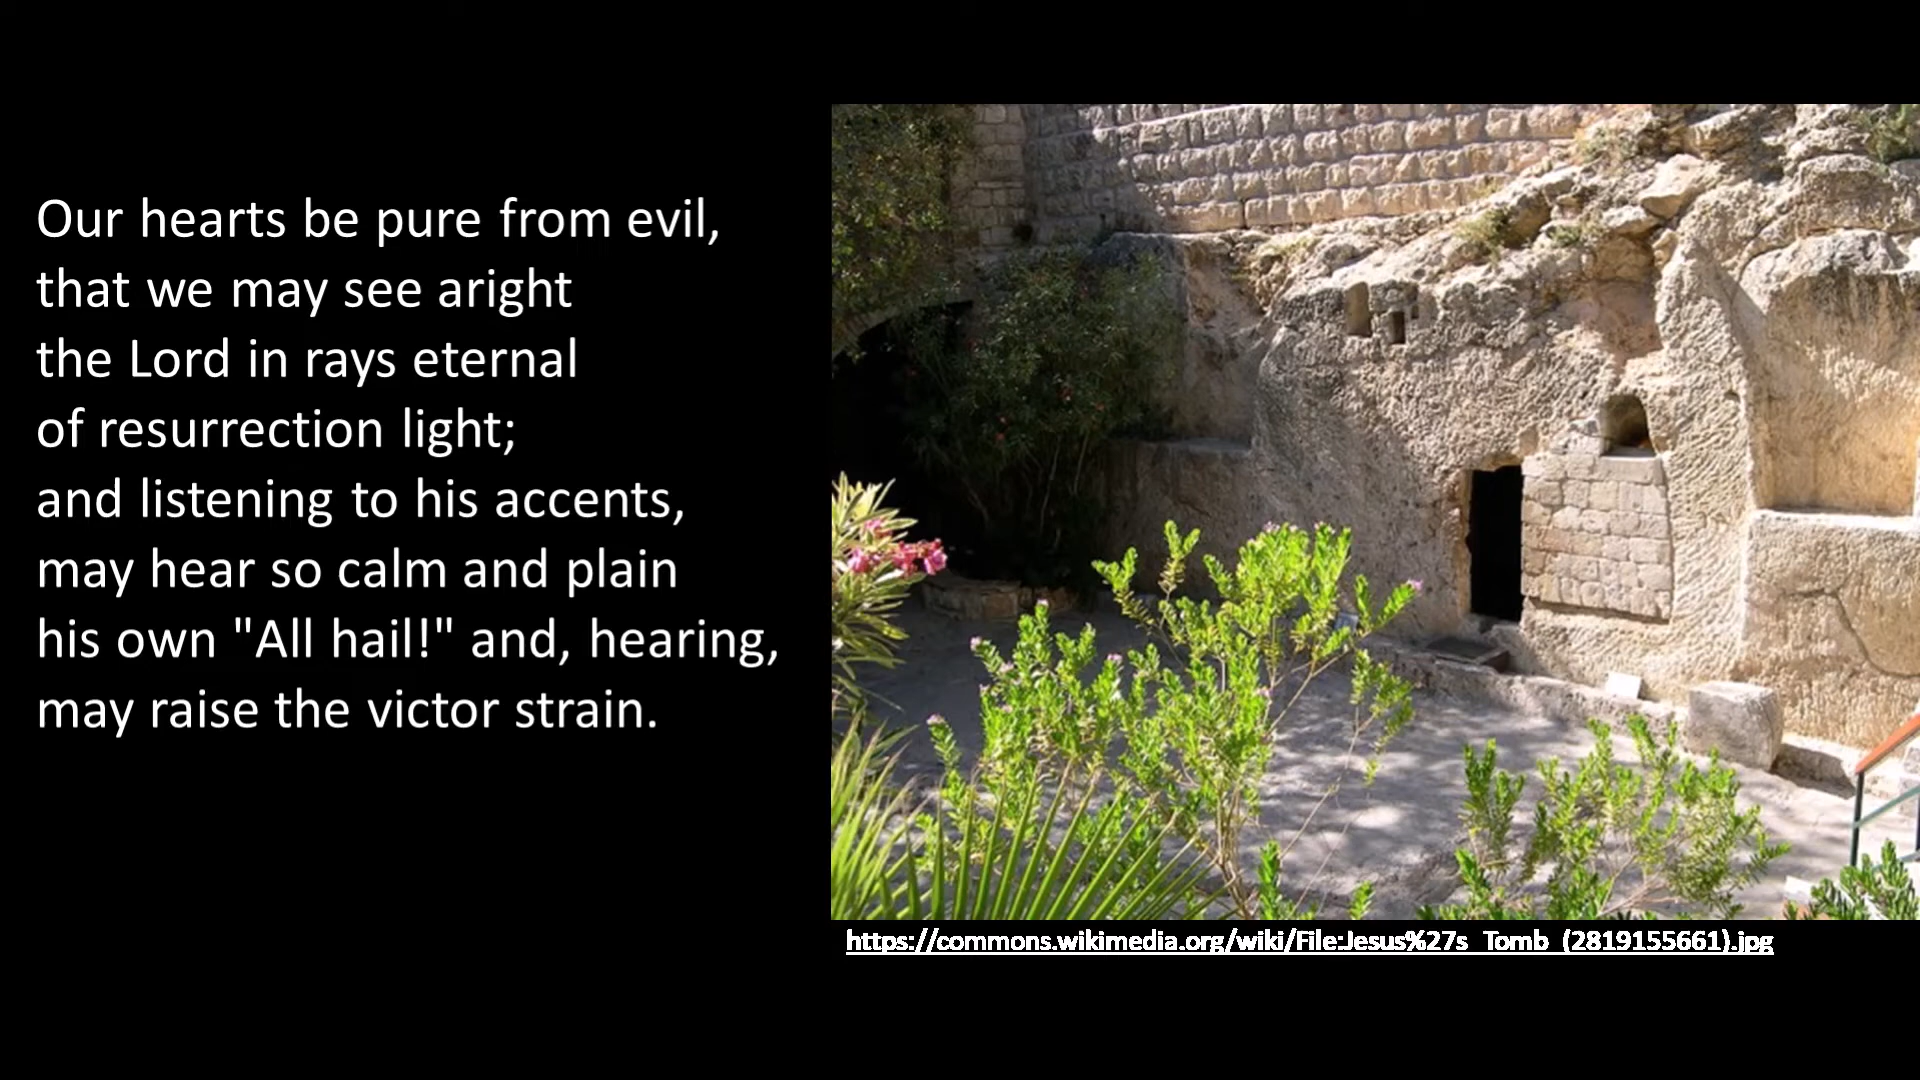 Our hearts be pure from evil,
that we may see aright
the Lord in rays eternal
of resurrection light;
and listening to his accents,
may hear so calm and plain
his own "All hail!" and, hearing,
may raise the victor strain.
https://commons.wikimedia.org/wiki/File:Jesus%27s_Tomb_(2819155661).jpg